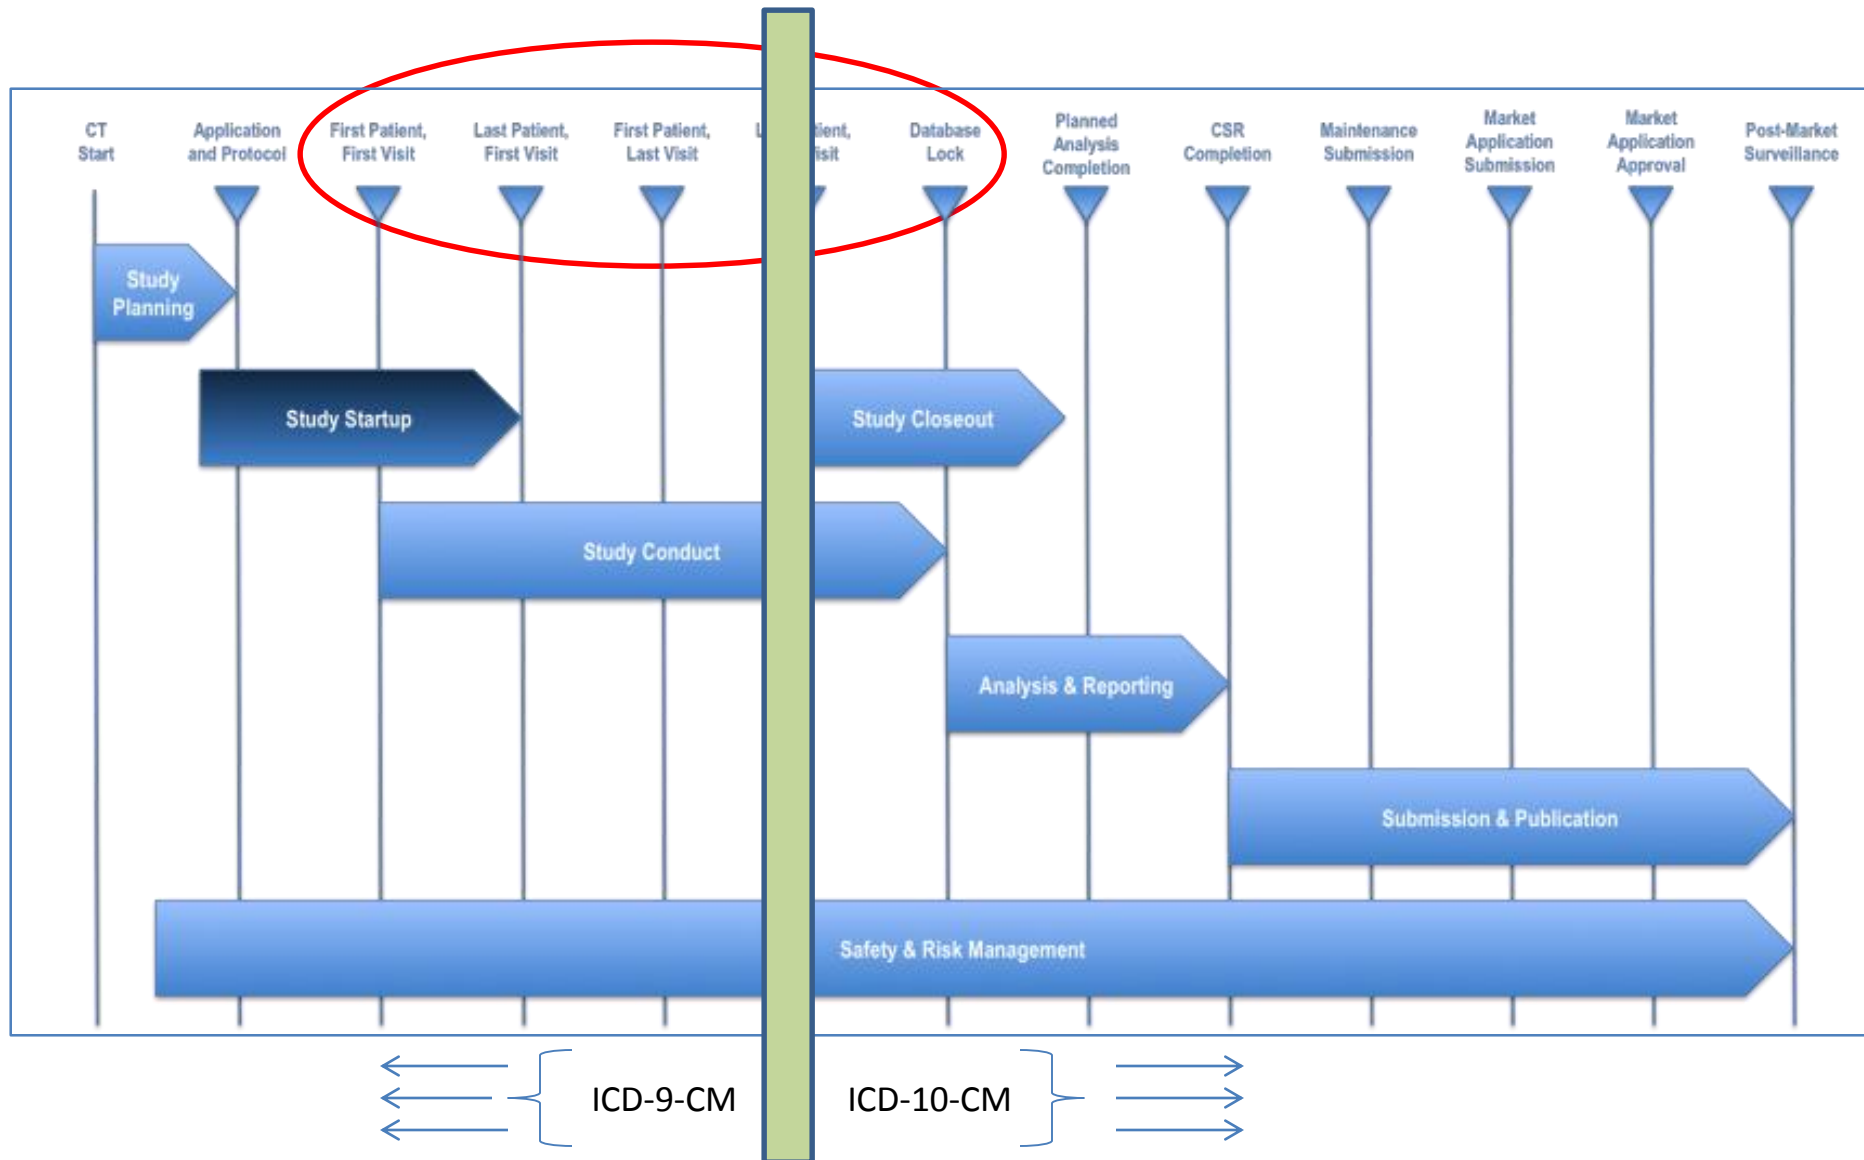 CT
Start
Application
and Protocol
First Patient,
First Visit
Last Patient,
First Visit
First Patient,
Last Visit
Database
Lock
Planned
Analysis
Completion
CSR
Completion
Maintenance
Submission
Market
Application
Submission
Market
Application
Approval
Post-Market
Surveillance
Study
Planning
Study Startup
Study Closeout
Study Conduct
Analysis & Reporting
Submission & Publication
Safety & Risk Management
ICD-9-CM
ICD-10-CM